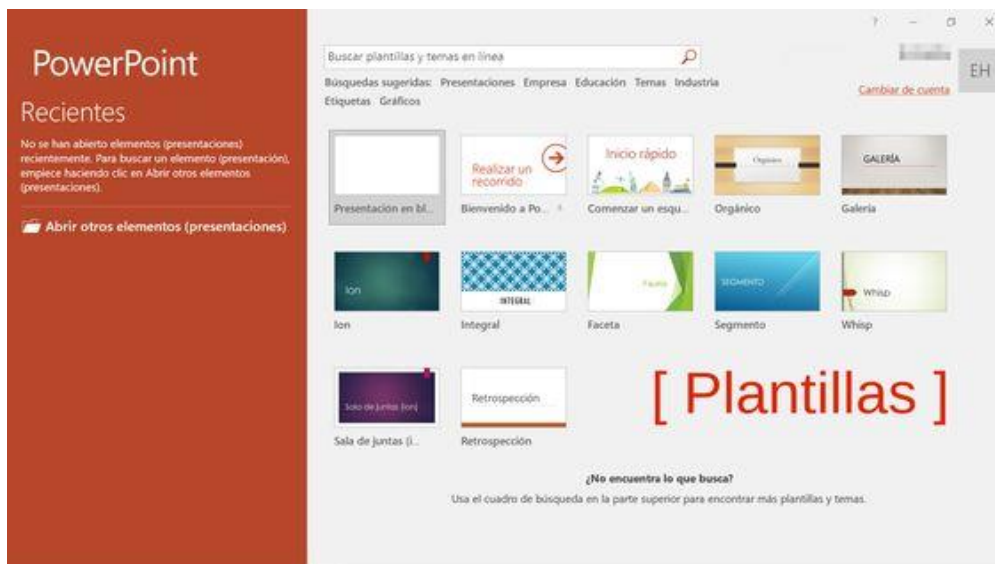 PowerPoint
Recientes
No se han abierto elementos (presentaciones)
recientemente. Para buscar un elemento (presentación),
empiece haciendo clic en Abrir otros elementos
(presentaciones).
Abrir otros elementos (presentaciones)
?
Buscar plantillas y temas en línea
EH
Búsquedas sugeridas: Presentaciones Empresa Educación Temas Industria
Etiquetas Gráficos
Cambiar de cuenta
Realizar un
recorrido
Inicio rápido
Orgánico
GALERÍA
Presentación en bl...
Bienvenido a Po...
Comenzar un esqu...
Orgánico
Galería
Ion
INTEGRAL
Faceta
SEGMENTO
Whisp
Ion
Integral
Faceta
Segmento
Whisp
Sala de juntas (ion)
Retrospección
[ Plantillas ]
Sala de juntas (i...
Retrospección
¿No encuentra lo que busca?
Usa el cuadro de búsqueda en la parte superior para encontrar más plantillas y temas.